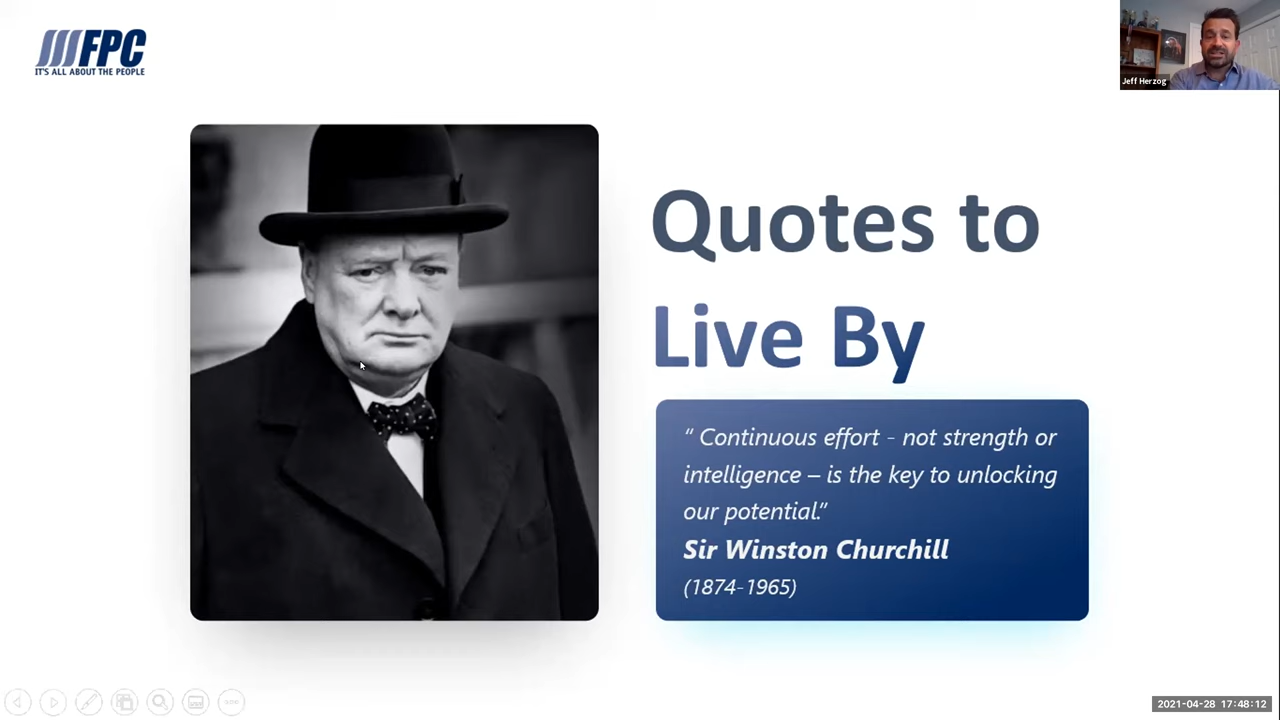 FPC
IT'S ALL ABOUT THE PEOPLE
Jeff Herzog
Quotes to
Live By
“ Continuous effort - not strength or
intelligence – is the key to unlocking
our potential.”
Sir Winston Churchill
(1874-1965)
2021-04-28 17:48:12